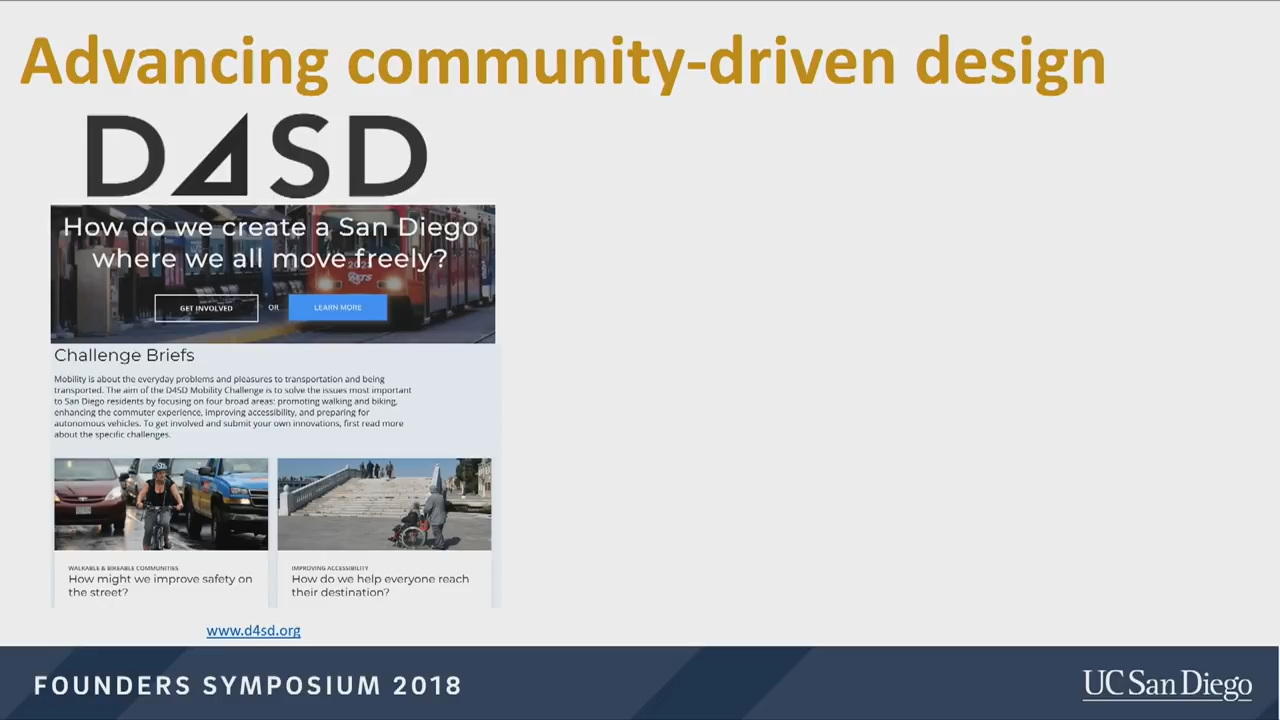 Advancing community-driven design
D4SD
How do we create a San Diego
where we all move freely?
GET INVOLVED OR LEARN MORE
Challenge Briefs
Mobility is about the everyday problems and pleasures to transportation and being
transported. The aim of the D4SD Mobility Challenge is to solve the issues most important
to San Diego residents by focusing on four broad areas: promoting walking and biking,
enhancing the commuter experience, improving accessibility, and preparing for
autonomous vehicles. To get involved and submit your own innovations, first read more
about the specific challenges.
WALKABLE & BIKEABLE COMMUNITIES
How might we improve safety on
the street?
IMPROVING ACCESSIBILITY
How do we help everyone reach
their destination?
www.d4sd.org
FOUNDERS SYMPOSIUM 2018
UC San Diego